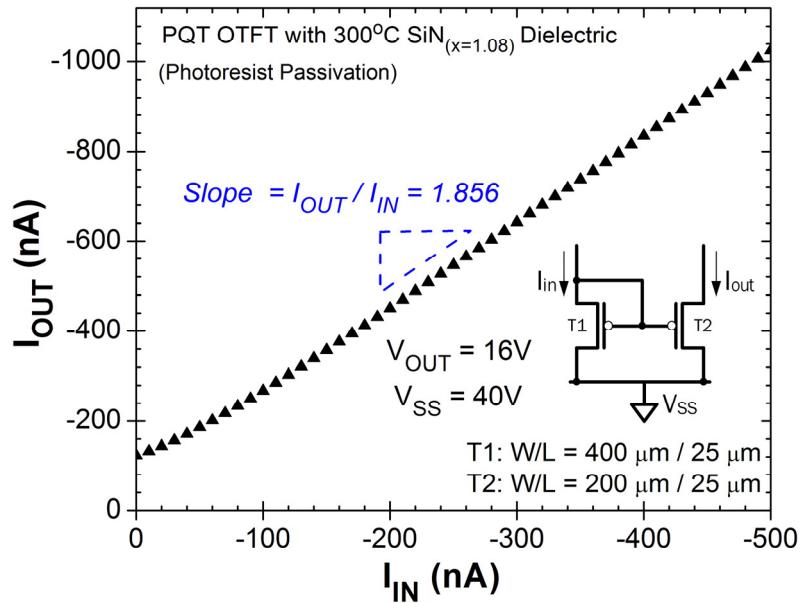 PQT OTFT with 300°C SiN(x=1.08) Dielectric
(Photoresist Passivation)
Slope = IOUT / IIN = 1.856
-1000
-800
-600
-400
-200
0
IOUT (nA)
Iin
Iout
T1
T2
VSS
VOUT = 16V
VSS = 40V
T1: W/L = 400 μm / 25 μm
T2: W/L = 200 μm / 25 μm
0 -100 -200 -300 -400 -500
IIN (nA)